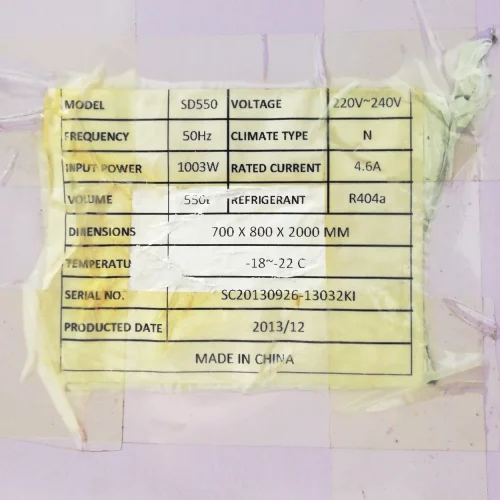 MODEL SD550 VOLTAGE 220V~240V
FREQUENCY 50Hz CLIMATE TYPE N
INPUT POWER 1003W RATED CURRENT 4.6A
VOLUME 550L REFRIGERANT R404a
DIMENSIONS 700 X 800 X 2000 MM
TEMPERATU -18~-22 C
SERIAL NO. SC20130926-13032KI
PRODUCTED DATE 2013/12
MADE IN CHINA